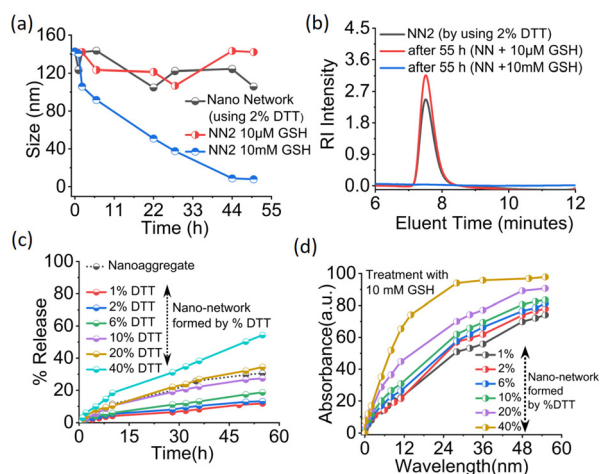 (a)
Size (nm)
160
120
80
40
0
Nano Network
(using 2% DTT)
NN2 10µM GSH
NN2 10mM GSH
0 11 22 33 44 55
Time (h)
(b)
RI Intensity
4.5
3.6
2.7
1.8
0.9
0.0
NN2 (by using 2% DTT)
after 55 h (NN + 10µM GSH)
after 55 h (NN +10mM GSH)
6 8 10 12
Eluent Time (minutes)
(c)
% Release
100
80
60
40
20
0
Nanoaggregate
1% DTT
2% DTT
6% DTT
10% DTT
20% DTT
40% DTT
Nano-network
formed by % DTT
0 15 30 45 60
Time(h)
(d)
Absorbance(a.u.)
100
80
60
40
20
0
Treatment with
10 mM GSH
1%
2%
6%
10%
20%
40%
Nano-network
formed
by %DTT
0 12 24 36 48 60
Wavelength(nm)